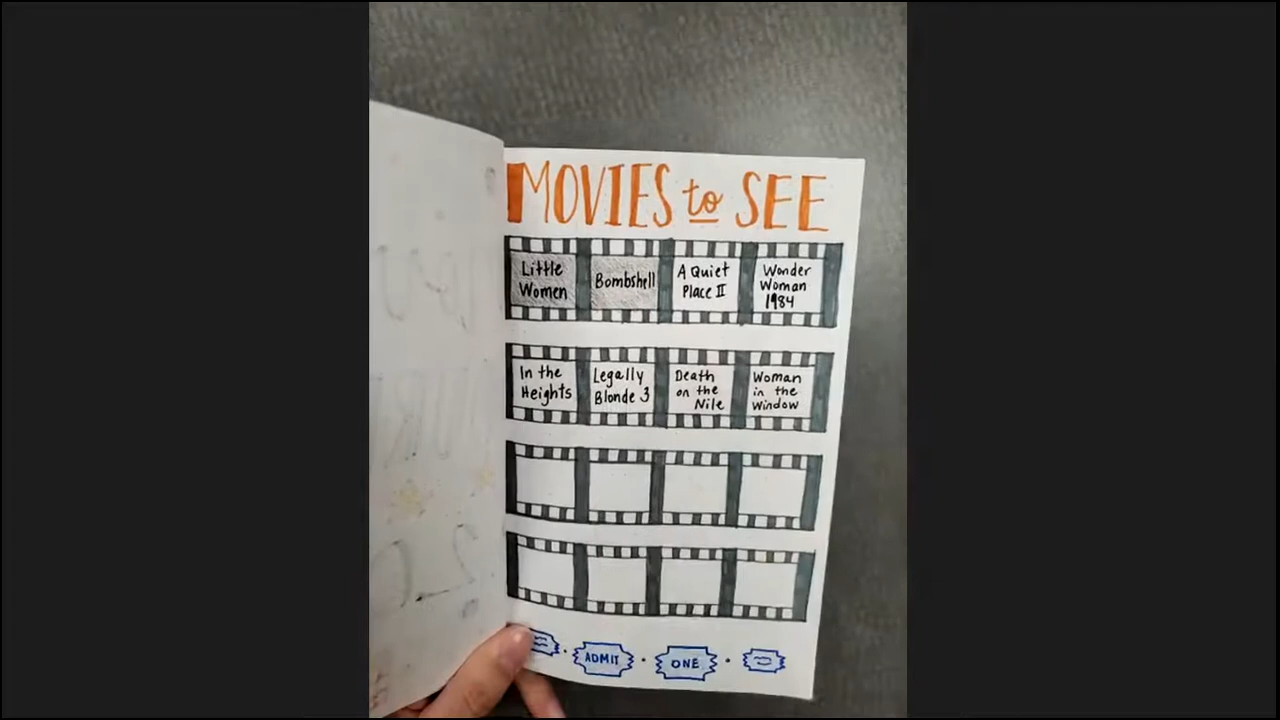 MOVIES to SEE
Little
Women
Bombshell
A Quiet
Place II
Wonder
Woman
1984
In the
Heights
Legally
Blonde 3
Death
on the
Nile
Woman
in the
Window
ADMIT
ONE